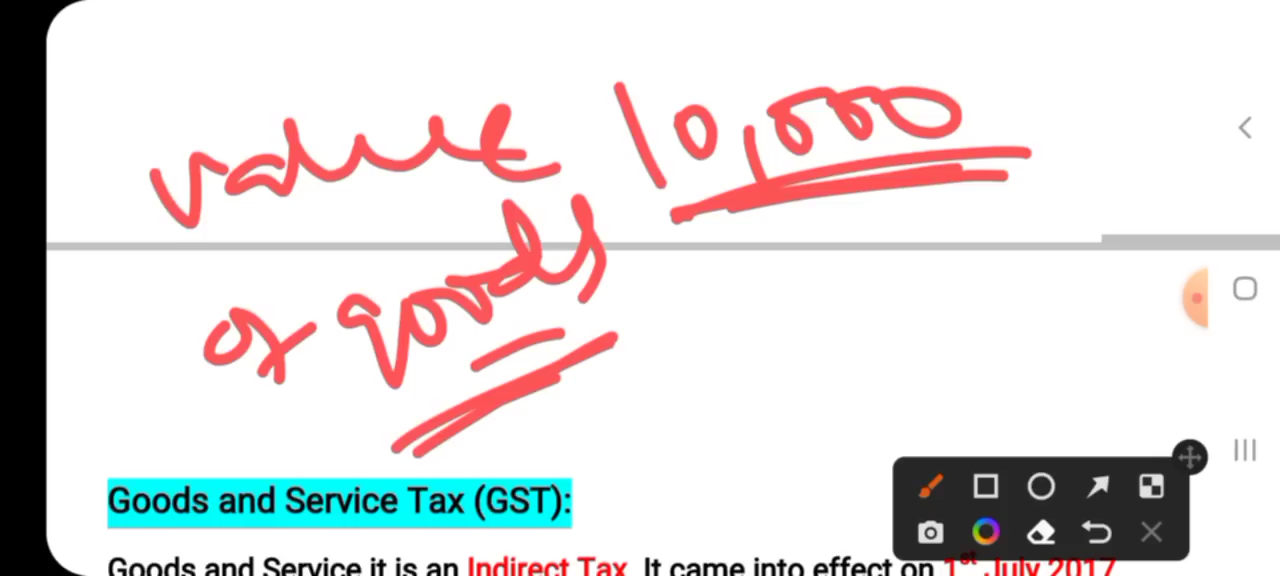 value 10,000
of goods
Goods and Service Tax (GST):
Goods and Service it is an Indirect Tax. It came into effect on 1st July 2017